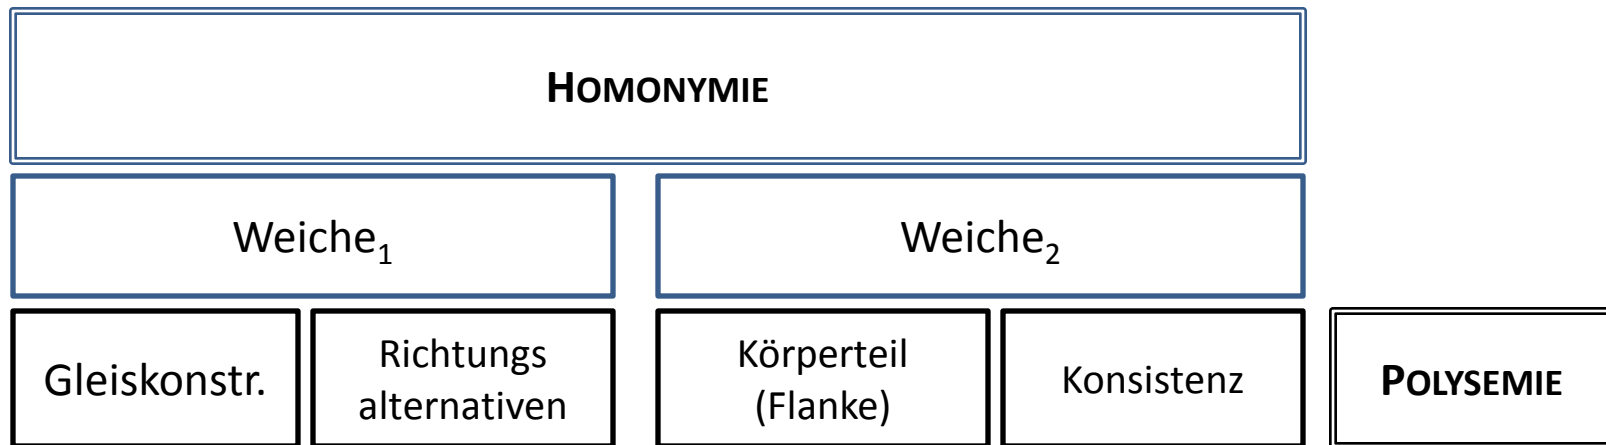 HOMONYMIE
Weiche₁
Weiche₂
Gleiskonstr.
Richtungs
alternativen
Körperteil
(Flanke)
Konsistenz
POLYSEMIE